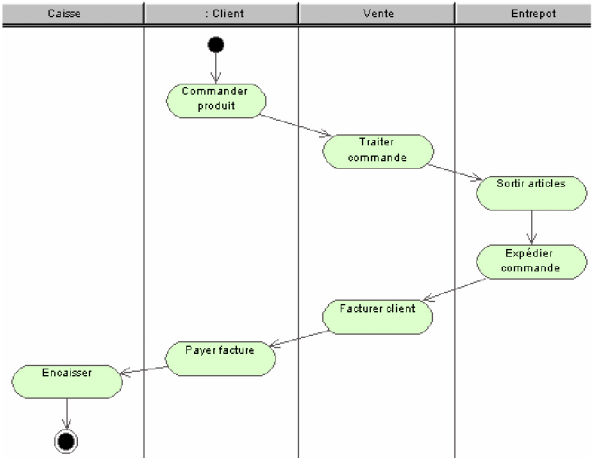 Caisse
: Client
Vente
Entrepot
Commander
produit
Traiter
commande
Sortir articles
Expédier
commande
Facturer client
Payer facture
Encaisser